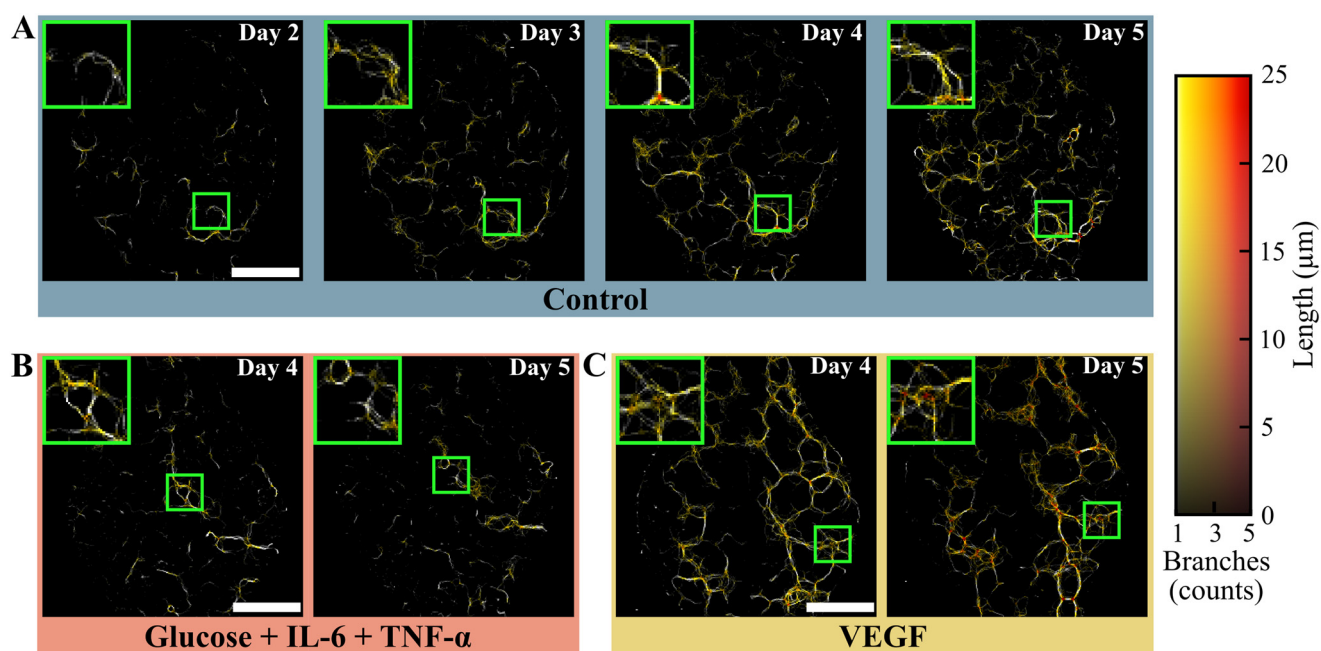 A
Day 2
Day 3
Day 4
Day 5
Control
B
Day 4
Day 5
Glucose + IL-6 + TNF-α
C
Day 4
Day 5
VEGF
25
20
15
10
5
0
Length (μm)
1 3 5
Branches
(counts)